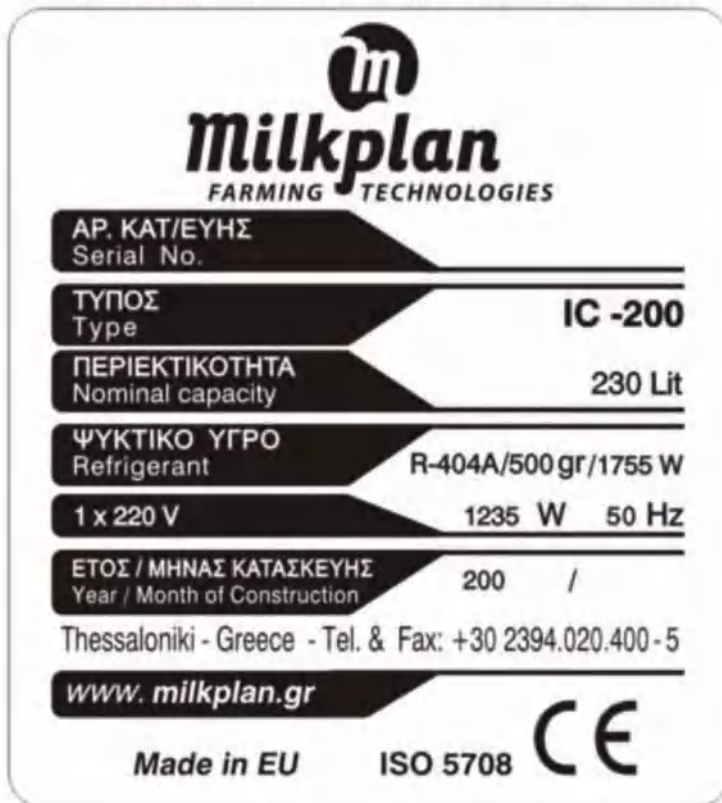 m
Milkplan
FARMING TECHNOLOGIES
ΑΡ. ΚΑΤ/ΕΥΗΣ
Serial No.
ΤΥΠΟΣ
Type
IC -200
ΠΕΡΙΕΚΤΙΚΟΤΗΤΑ
Nominal capacity
230 Lit
ΨΥΚΤΙΚΟ ΥΓΡΟ
Refrigerant
R-404A/500 gr/1755 W
1 x 220 V 1235 W 50 Hz
ΕΤΟΣ / ΜΗΝΑΣ ΚΑΤΑΣΚΕΥΗΣ
Year / Month of Construction
200 /
Thessaloniki - Greece - Tel. & Fax: +30 2394.020.400 - 5
www. milkplan.gr
Made in EU ISO 5708 CE